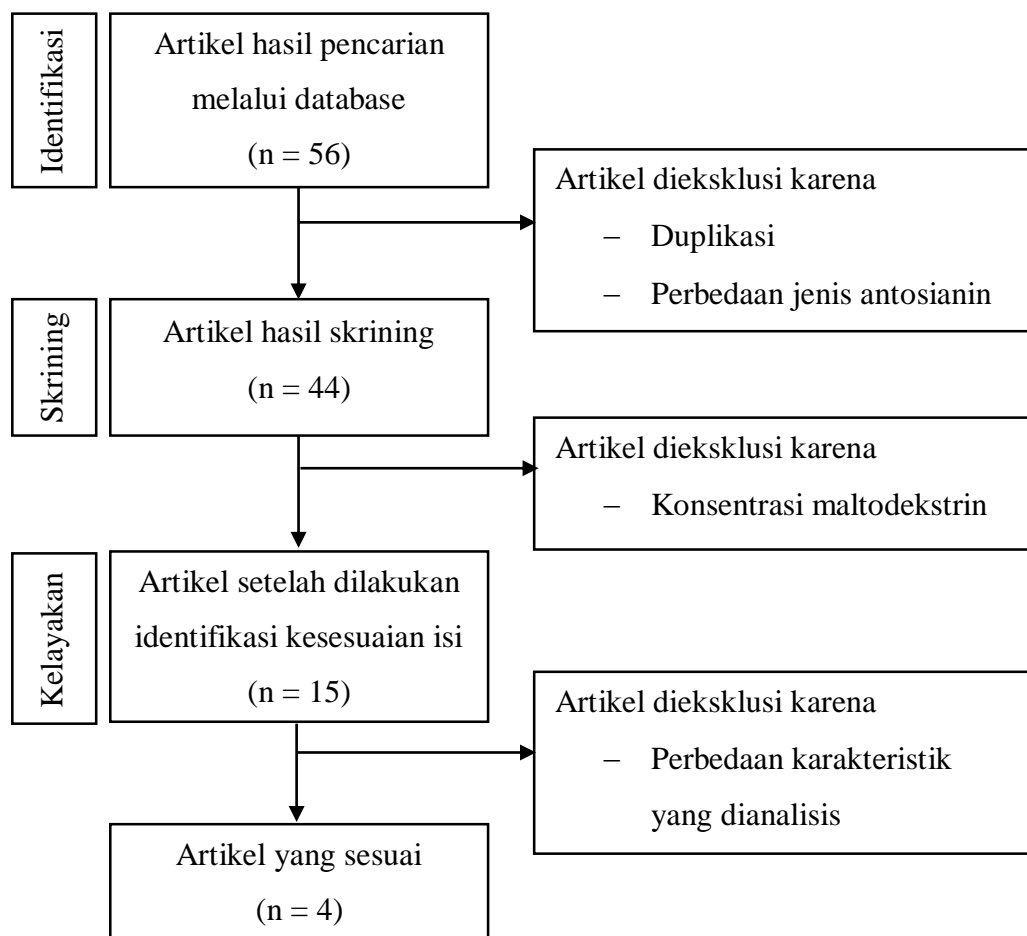 Identifikasi
Artikel hasil pencarian
melalui database
(n = 56)
Artikel dieksklusi karena
– Duplikasi
– Perbedaan jenis antosianin
Skrining
Artikel hasil skrining
(n = 44)
Artikel dieksklusi karena
– Konsentrasi maltodekstrin
Kelayakan
Artikel setelah dilakukan
identifikasi kesesuaian isi
(n = 15)
Artikel dieksklusi karena
– Perbedaan karakteristik
yang dianalisis
Artikel yang sesuai
(n = 4)